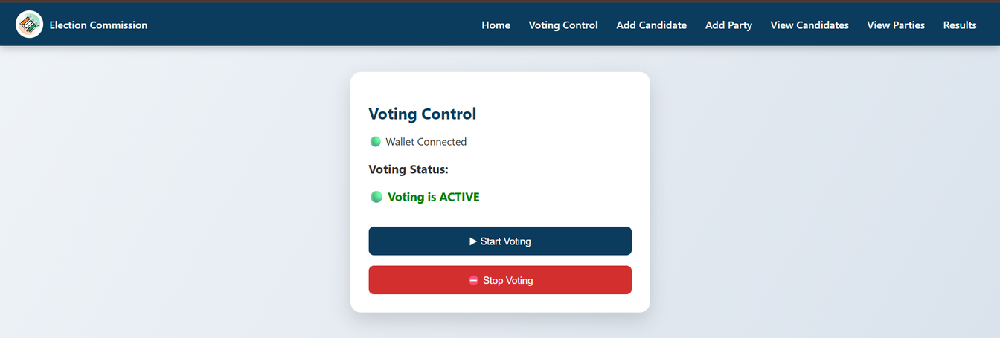 Election Commission
Home Voting Control Add Candidate Add Party View Candidates View Parties Results
Voting Control
Wallet Connected
Voting Status:
Voting is ACTIVE
▶ Start Voting
⛔ Stop Voting